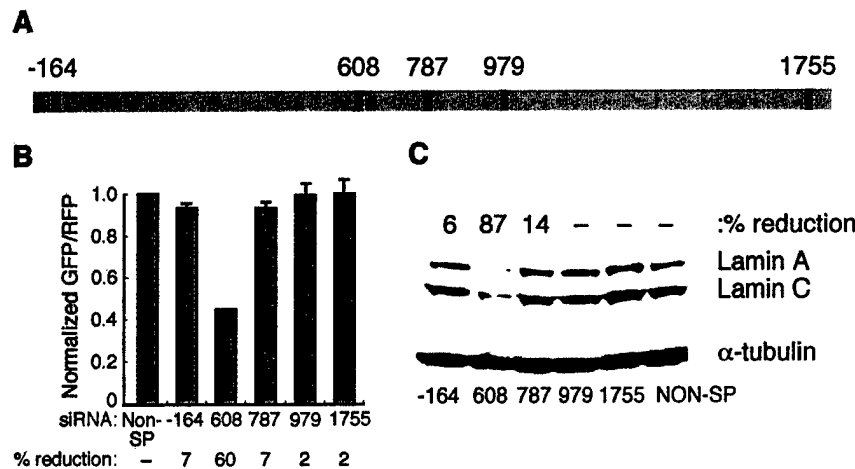 A
-164 608 787 979 1755
B
Normalized GFP/RFP
1.0
0.8
0.6
0.4
0.2
0
siRNA: Non-SP -164 608 787 979 1755
% reduction: – 7 60 7 2 2
C
6 87 14 – – – :% reduction
Lamin A
Lamin C
α-tubulin
-164 608 787 979 1755 NON-SP